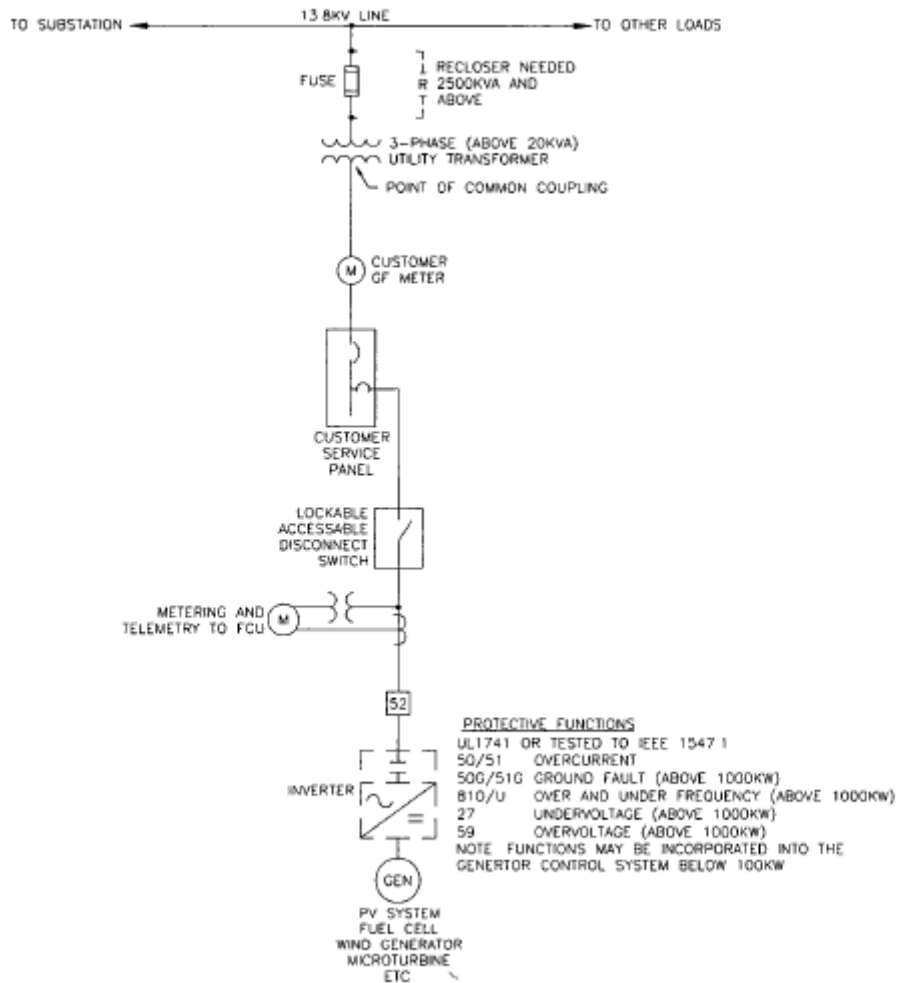 13 8KV LINE
TO SUBSTATION
TO OTHER LOADS
FUSE
I RECLOSER NEEDED
R 2500KVA AND
T ABOVE
3-PHASE (ABOVE 20KVA)
UTILITY TRANSFORMER
POINT OF COMMON COUPLING
M
CUSTOMER
GF METER
CUSTOMER
SERVICE
PANEL
LOCKABLE
ACCESSABLE
DISCONNECT
SWITCH
METERING AND
TELEMETRY TO FCU
M
52
PROTECTIVE FUNCTIONS
UL1741 OR TESTED TO IEEE 1547 1
50/51 OVERCURRENT
50G/51G GROUND FAULT (ABOVE 1000KW)
81O/U OVER AND UNDER FREQUENCY (ABOVE 1000KW)
27 UNDERVOLTAGE (ABOVE 1000KW)
59 OVERVOLTAGE (ABOVE 1000KW)
NOTE FUNCTIONS MAY BE INCORPORATED INTO THE
GENERTOR CONTROL SYSTEM BELOW 100KW
INVERTER
GEN
PV SYSTEM
FUEL CELL
WIND GENERATOR
MICROTURBINE
ETC